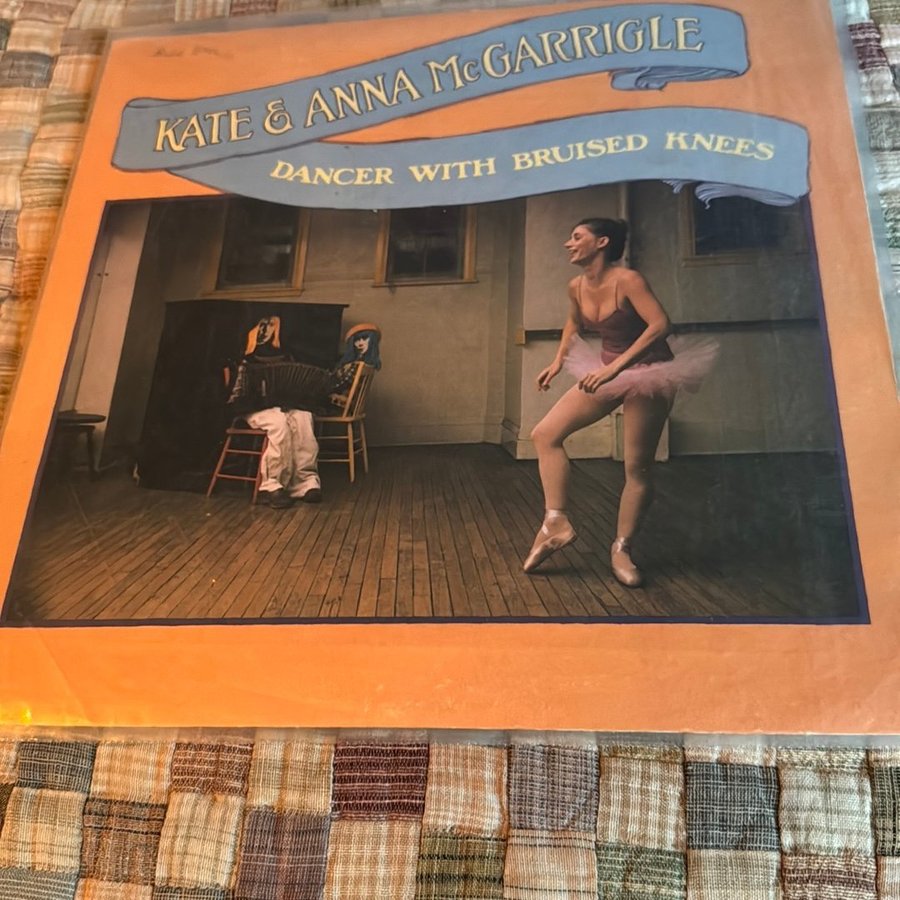 KATE & ANNA McGARRIGLE
DANCER WITH BRUISED KNEES